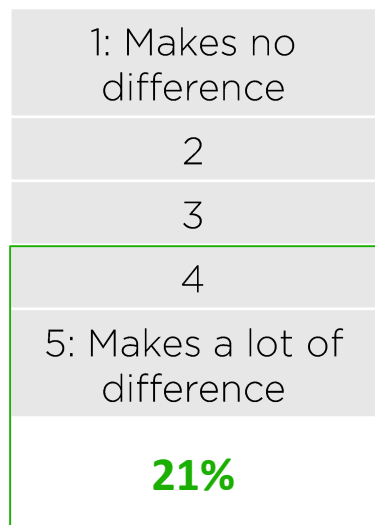 1: Makes no
difference
2
3
4
5: Makes a lot of
difference
21%